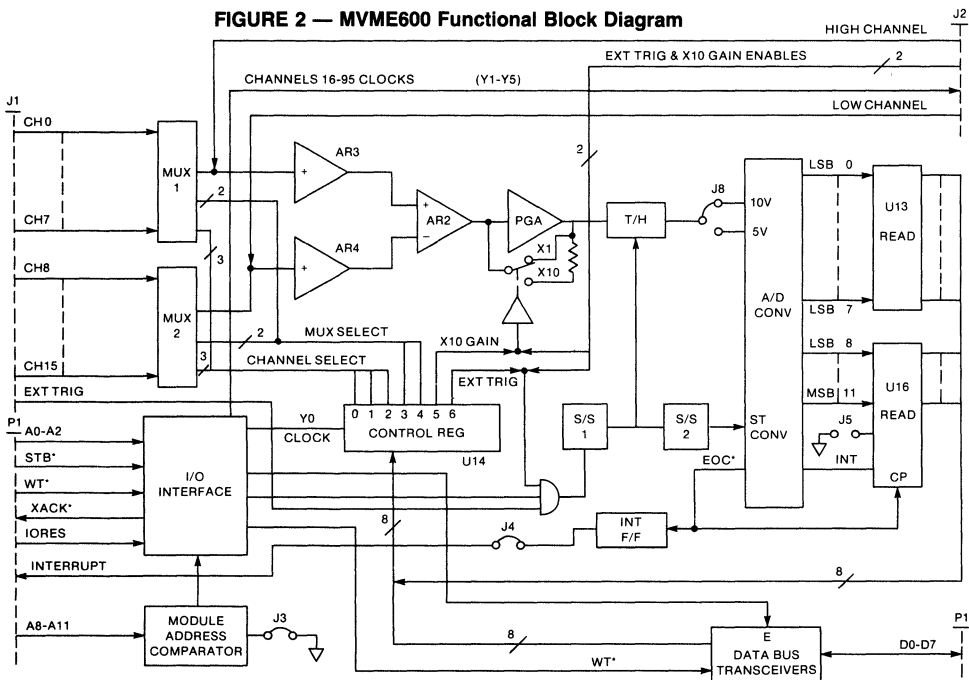 FIGURE 2 — MVME600 Functional Block Diagram
J2
HIGH CHANNEL
EXT TRIG & X10 GAIN ENABLES
2
CHANNELS 16-95 CLOCKS (Y1-Y5)
J1
LOW CHANNEL
CH0
MUX
1
CH7
2
3
AR3
+
AR2
+
−
AR4
+
PGA
X1
X10
2
T/H
J8
10V
5V
A/D
CONV
LSB 0
U13
READ
LSB 7
CH8
MUX
2
CH15
2
3
MUX SELECT
CHANNEL SELECT
X10 GAIN
EXT TRIG
LSB 8
MSB 11
U16
READ
J5
INT
CP
EXT TRIG
P1
0 1 2 3 4 5 6
CONTROL REG
U14
Y0
CLOCK
S/S
1
S/S
2
ST
CONV
EOC*
A0-A2
STB*
WT*
XACK*
IORES
I/O
INTERFACE
8
J4
INT
F/F
INTERRUPT
8
A8-A11
MODULE
ADDRESS
COMPARATOR
J3
8
WT*
E
DATA BUS
TRANSCEIVERS
D0-D7
P1